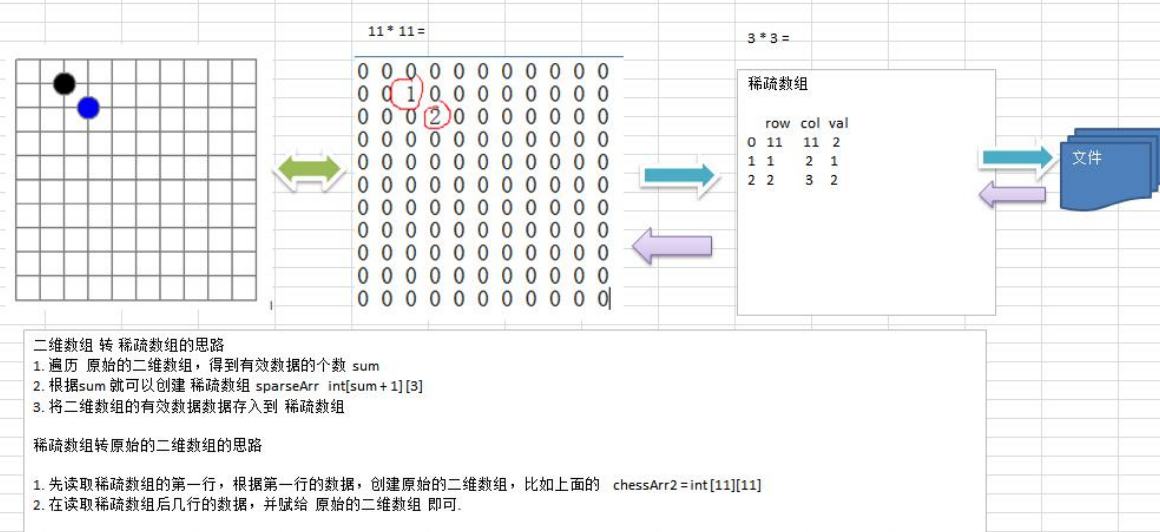 11 * 11 =
3 * 3 =
0 0 0 0 0 0 0 0 0 0 0
0 0 1 0 0 0 0 0 0 0 0
0 0 0 2 0 0 0 0 0 0 0
0 0 0 0 0 0 0 0 0 0 0
0 0 0 0 0 0 0 0 0 0 0
0 0 0 0 0 0 0 0 0 0 0
0 0 0 0 0 0 0 0 0 0 0
0 0 0 0 0 0 0 0 0 0 0
0 0 0 0 0 0 0 0 0 0 0
0 0 0 0 0 0 0 0 0 0 0
0 0 0 0 0 0 0 0 0 0 0
稀疏数组
row col val
0 11 11 2
1 1 2 1
2 2 3 2
文件
二维数组 转 稀疏数组的思路
1. 遍历 原始的二维数组，得到有效数据的个数 sum
2. 根据sum 就可以创建 稀疏数组 sparseArr int[sum + 1] [3]
3. 将二维数组的有效数据数据存入到 稀疏数组
稀疏数组转原始的二维数组的思路
1. 先读取稀疏数组的第一行，根据第一行的数据，创建原始的二维数组，比如上面的 chessArr2 = int [11][11]
2. 在读取稀疏数组后几行的数据，并赋给 原始的二维数组 即可.